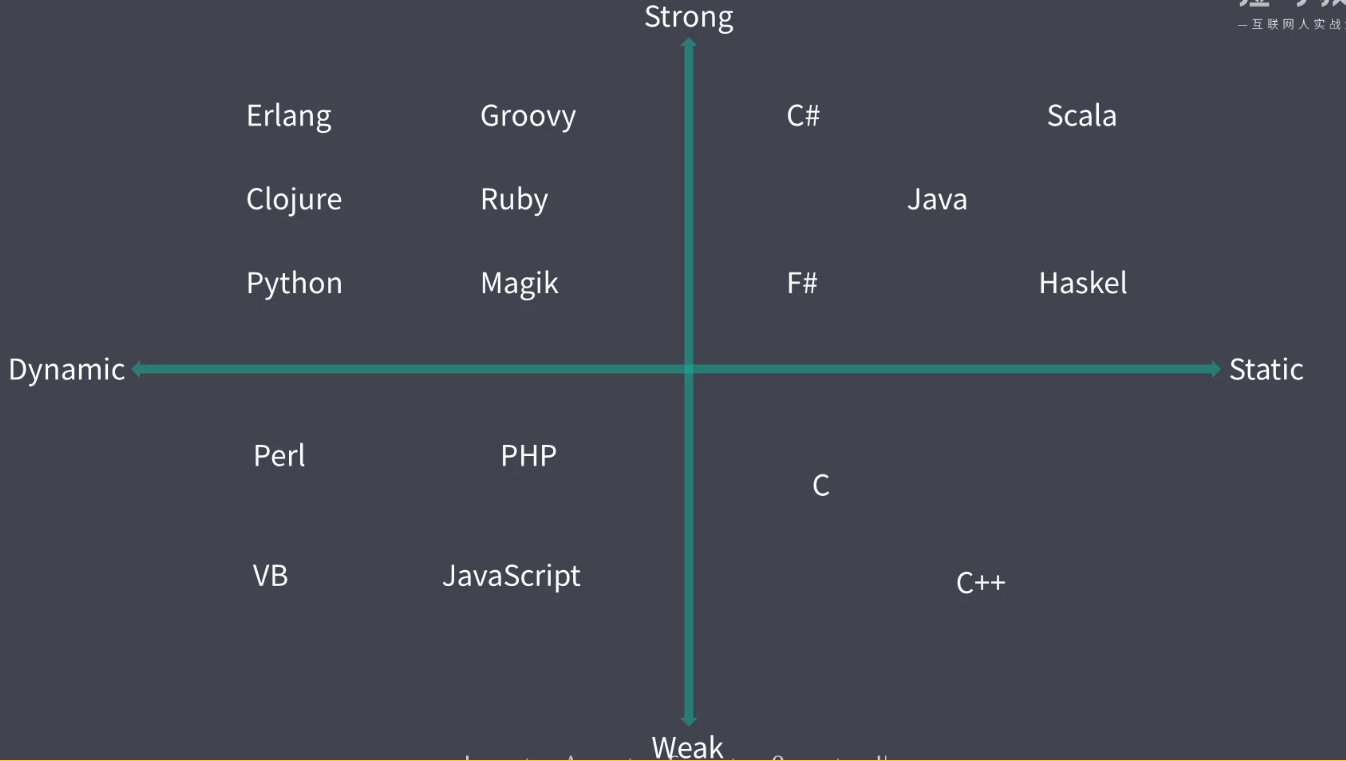 Strong
一互联网人实战
Erlang Groovy C# Scala
Clojure Ruby Java
Python Magik F# Haskel
Dynamic Static
Perl PHP
C
VB JavaScript
C++
Weak